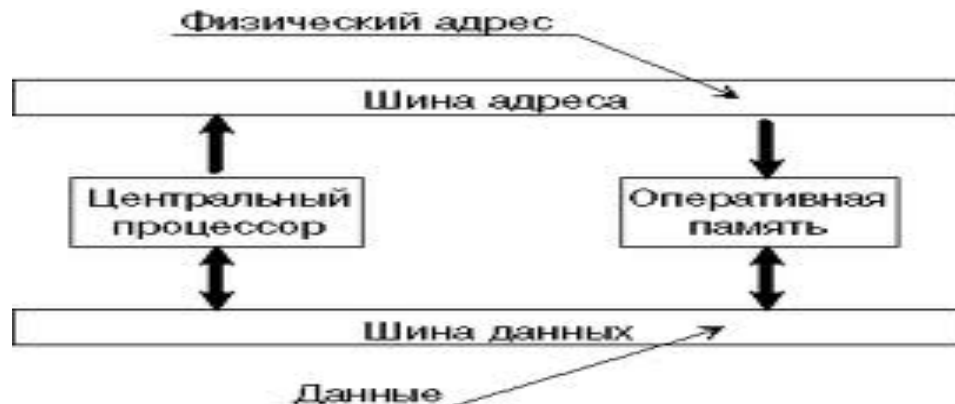 Физический адрес
Шина адреса
Центральный
процессор
Оперативная
память
Шина данных
Данные